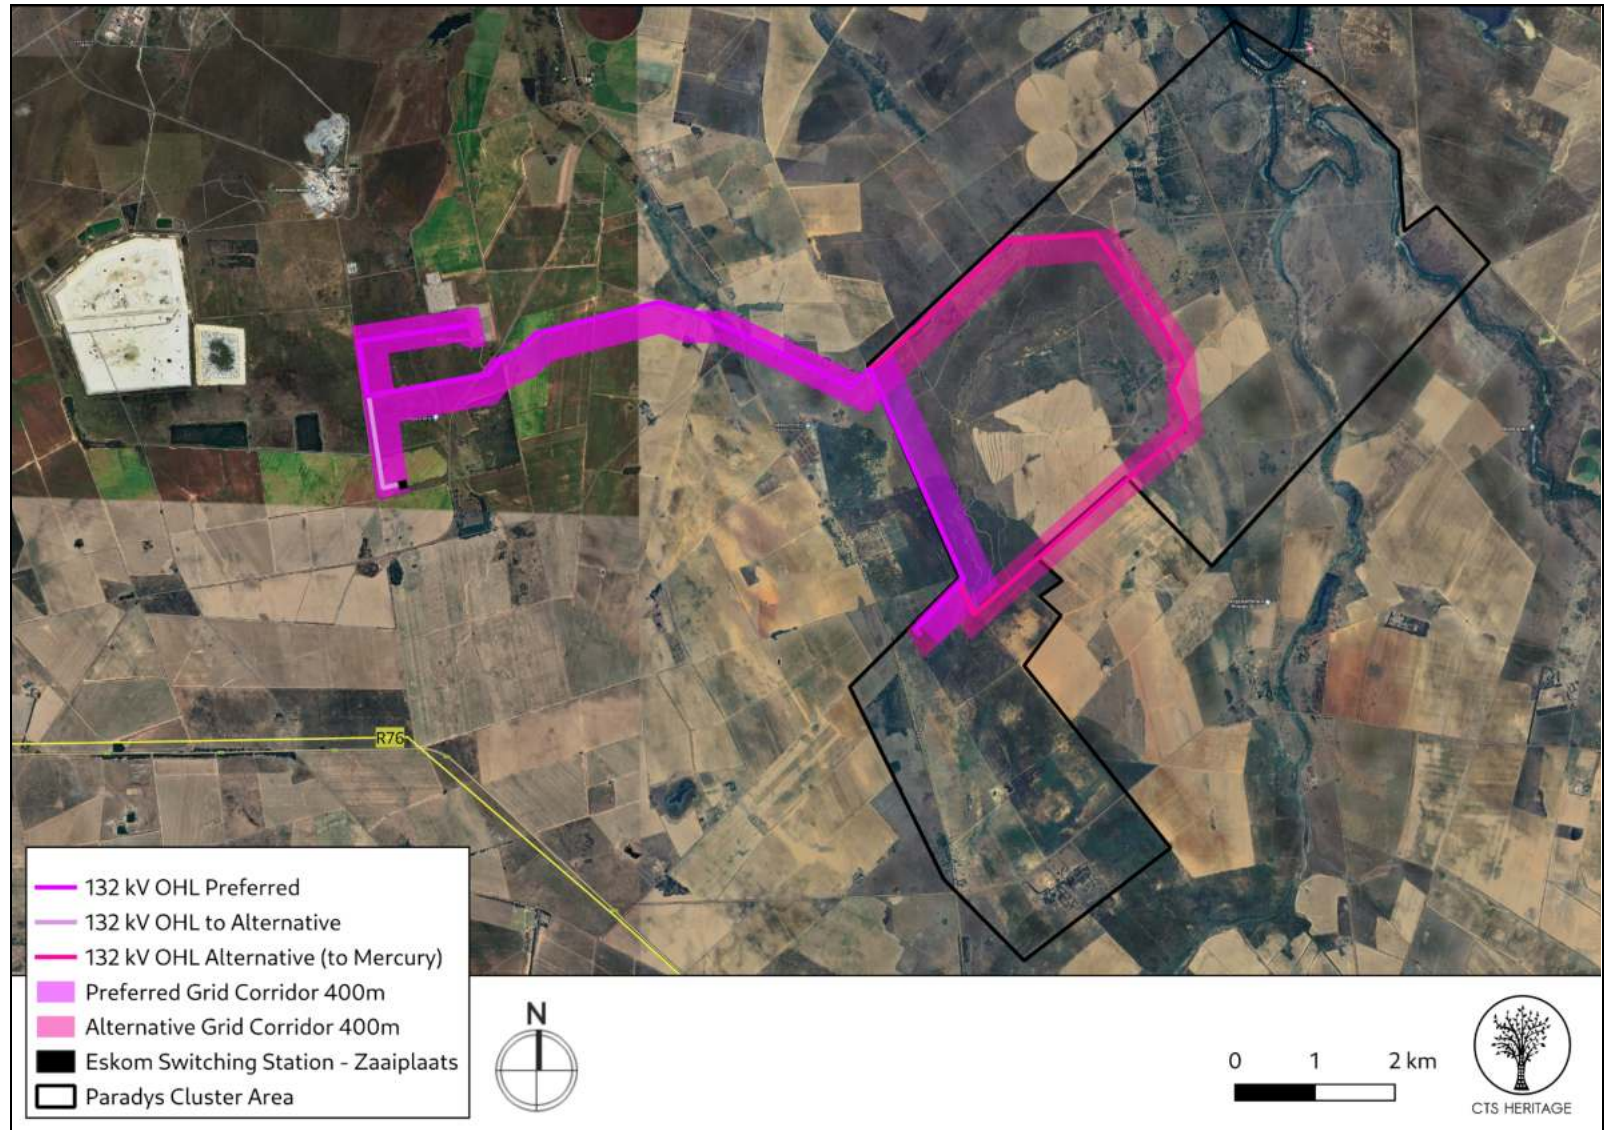 R76
132 kV OHL Preferred
132 kV OHL to Alternative
132 kV OHL Alternative (to Mercury)
Preferred Grid Corridor 400m
Alternative Grid Corridor 400m
Eskom Switching Station - Zaaiplaats
Paradys Cluster Area
N
0 1 2 km
CTS HERITAGE